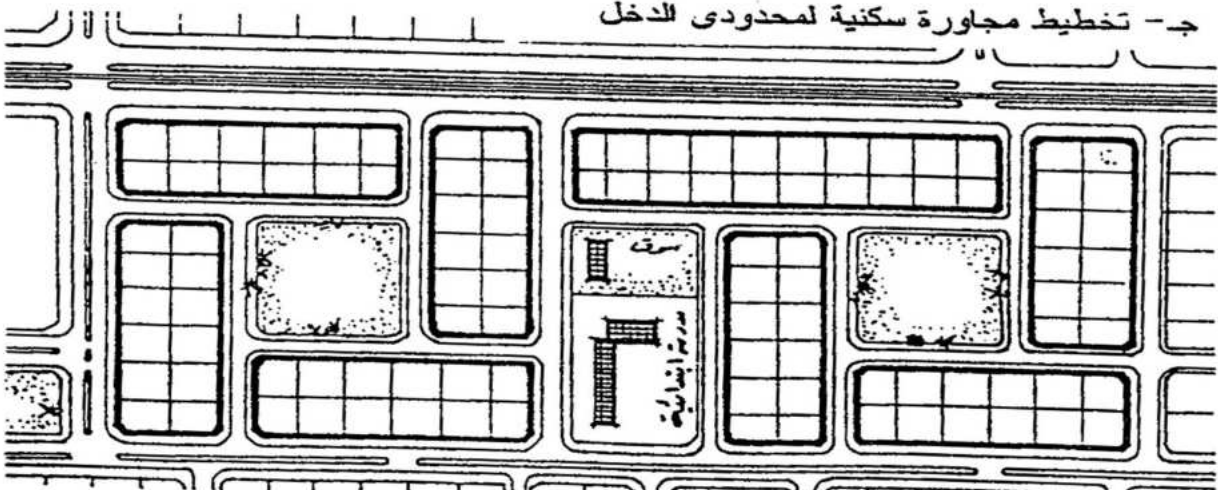 جـ - تخطيط مجاورة سكنية لمحدودى الدخل
سوق
مدرسة ابتدائية